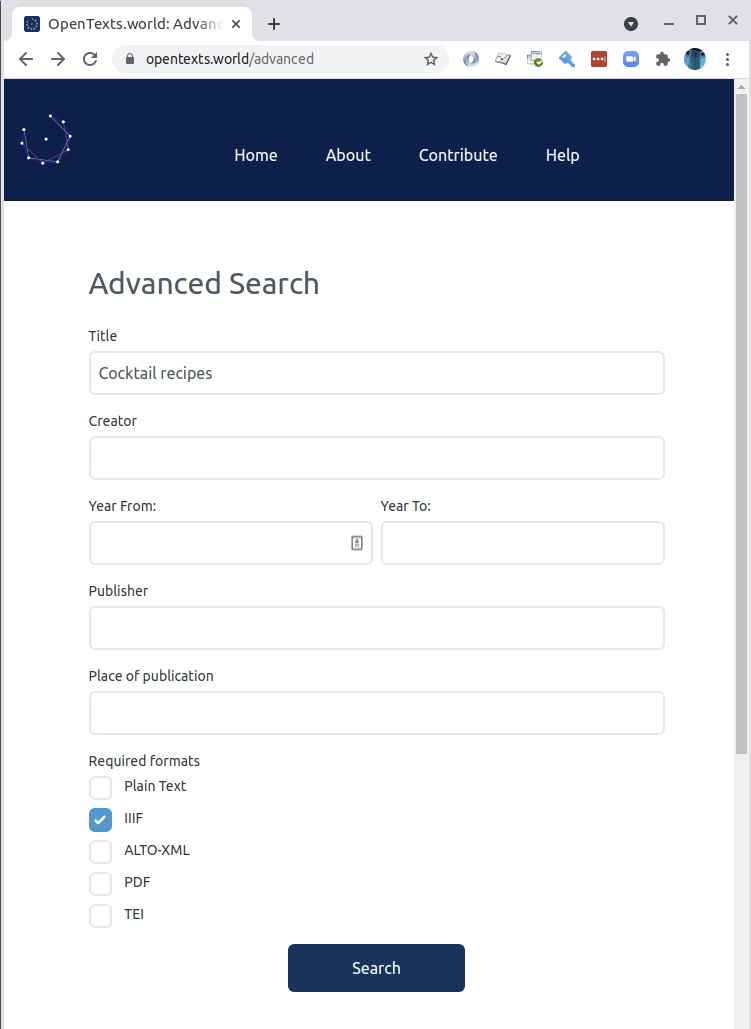 OpenTexts.world: Advanc
opentexts.world/advanced
Home About Contribute Help
Advanced Search
Title
Cocktail recipes
Creator
Year From: Year To:
Publisher
Place of publication
Required formats
Plain Text
IIIF
ALTO-XML
PDF
TEI
Search